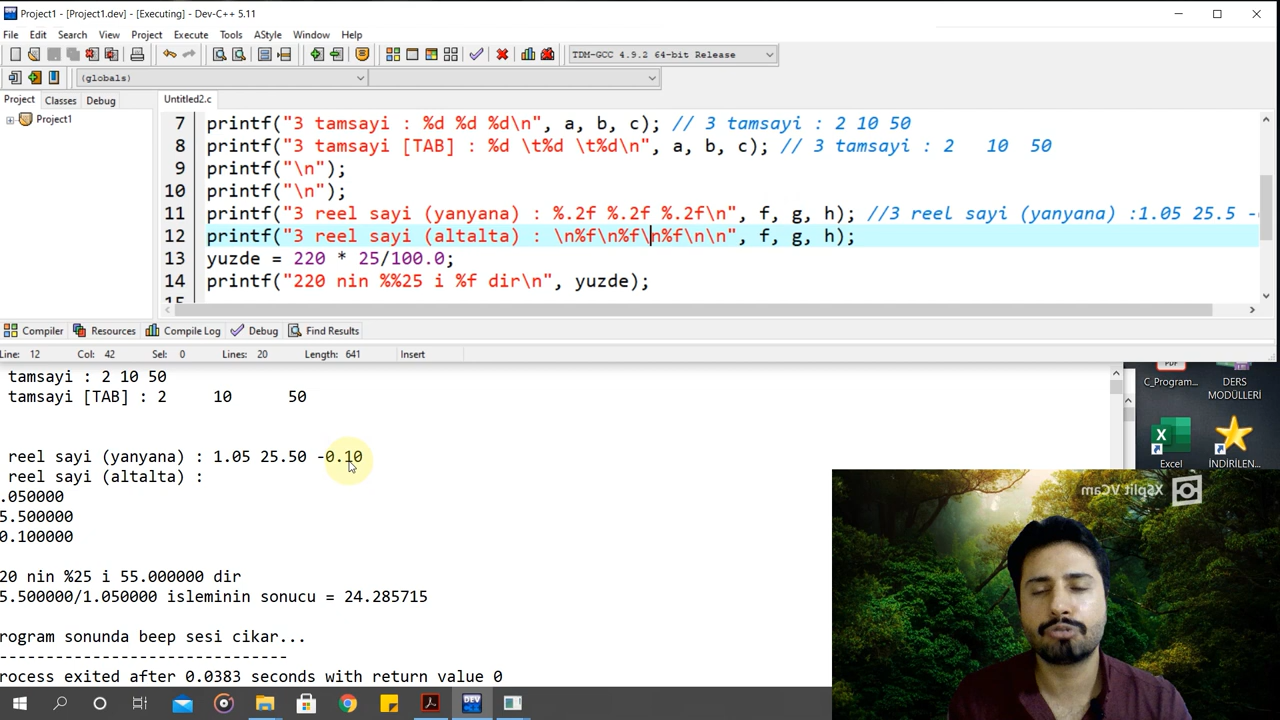 Project1 - [Project1.dev] - [Executing] - Dev-C++ 5.11
File Edit Search View Project Execute Tools AStyle Window Help
TDM-GCC 4.9.2 64-bit Release
(globals)
Project Classes Debug
Untitled2.c
Project1
7 printf("3 tamsayi : %d %d %d\n", a, b, c); // 3 tamsayi : 2 10 50
8 printf("3 tamsayi [TAB] : %d \t%d \t%d\n", a, b, c); // 3 tamsayi : 2 10 50
9 printf("\n");
10 printf("\n");
11 printf("3 reel sayi (yanyana) : %.2f %.2f %.2f\n", f, g, h); //3 reel sayi (yanyana) :1.05 25.5 -
12 printf("3 reel sayi (altalta) : \n%f\n%f\n%f\n\n", f, g, h);
13 yuzde = 220 * 25/100.0;
14 printf("220 nin %%25 i %f dir\n", yuzde);
15
Compiler Resources Compile Log Debug Find Results
Line: 12 Col: 42 Sel: 0 Lines: 20 Length: 641 Insert
tamsayi : 2 10 50
tamsayi [TAB] : 2 10 50
reel sayi (yanyana) : 1.05 25.50 -0.10
reel sayi (altalta) :
.050000
5.500000
0.100000
20 nin %25 i 55.000000 dir
5.500000/1.050000 isleminin sonucu = 24.285715
rogram sonunda beep sesi cikar...
------------------------------
rocess exited after 0.0383 seconds with return value 0
C_Program...
DERS
MODÜLLERİ
Excel
İNDİRİLEN...
XSplit VCam
DEV